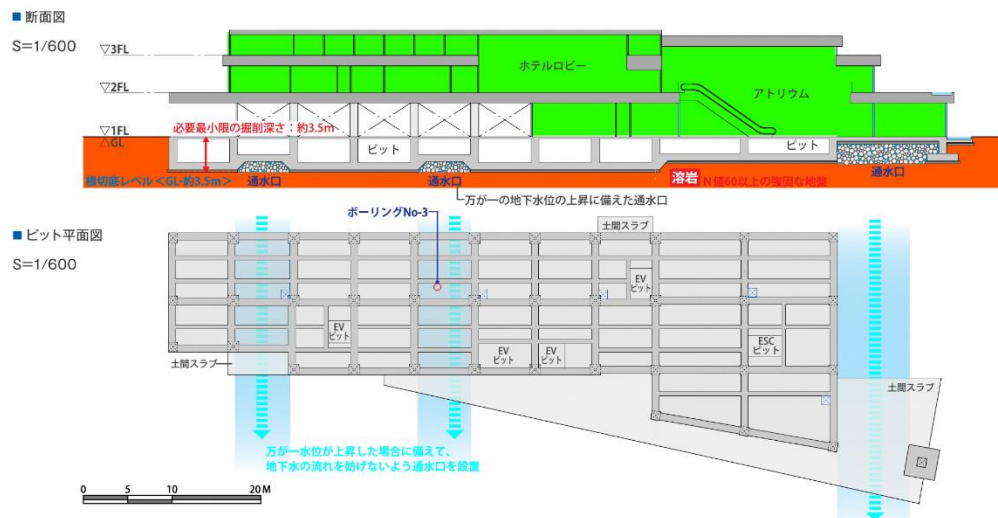 ■ 断面図
S=1/600
▽3FL
▽2FL
▽1FL
△GL
ホテルロビー
アトリウム
必要最小限の掘削深さ：約3.5m
ピット
ピット
根切底レベル＜GL-約3.5m＞
通水口
通水口
溶岩 N値60以上の強固な地盤
通水口
万が一の地下水位の上昇に備えた通水口
ボーリングNo-3
■ ピット平面図
S=1/600
土間スラブ
EV
ピット
EV
ピット
EV
ピット
EV
ピット
ESC
ピット
土間スラブ
土間スラブ
万が一水位が上昇した場合に備えて、
地下水の流れを妨げないよう通水口を設置
0 5 10 20 M